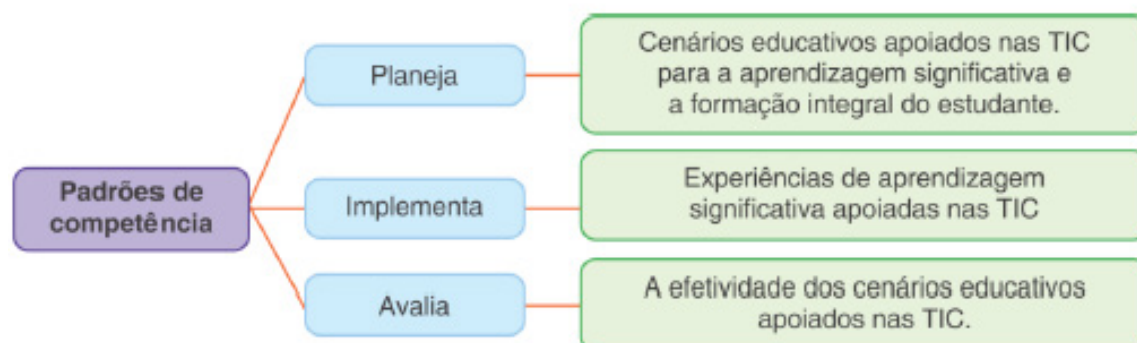 Padrões de
competência
Planeja
Cenários educativos apoiados nas TIC
para a aprendizagem significativa e
a formação integral do estudante.
Implementa
Experiências de aprendizagem
significativa apoiadas nas TIC
Avalia
A efetividade dos cenários educativos
apoiados nas TIC.